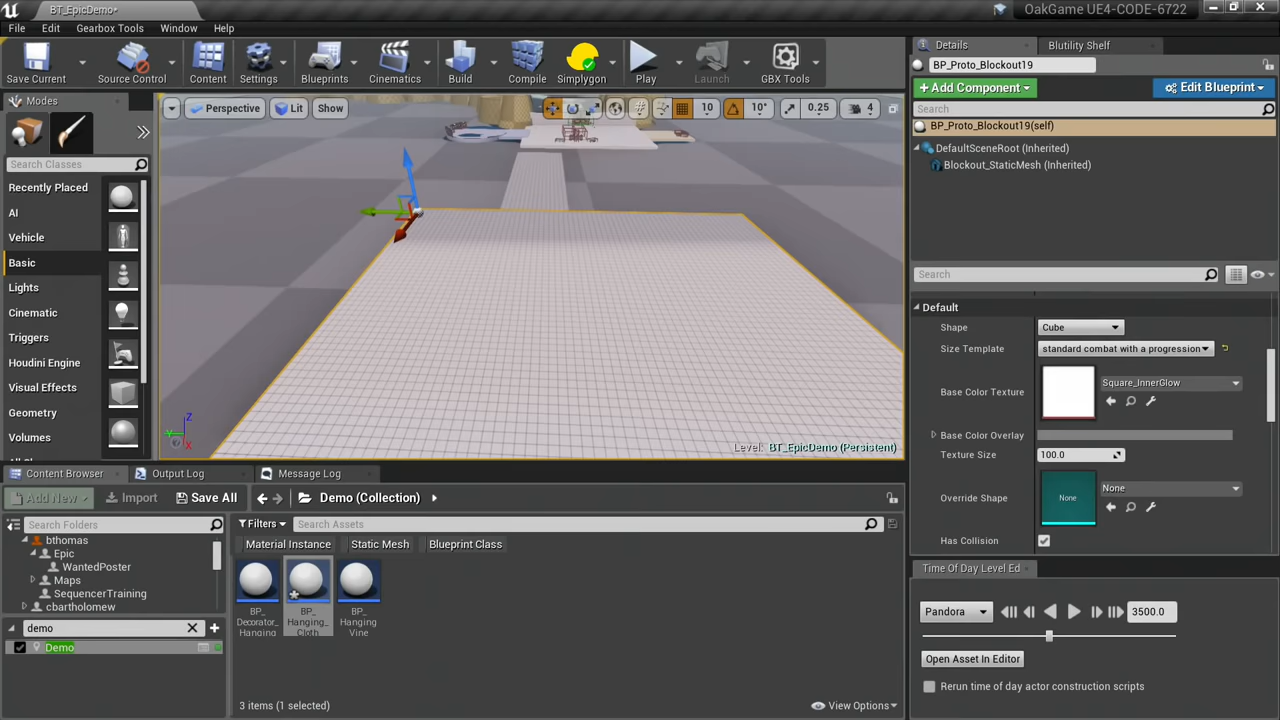 BT_EpicDemo*
OakGame UE4-CODE-6722
File Edit Gearbox Tools Window Help
Save Current
Source Control
Content
Settings
Blueprints
Cinematics
Build
Compile
Simplygon
Play
Launch
GBX Tools
Modes
Search Classes
Recently Placed
AI
Vehicle
Basic
Lights
Cinematic
Triggers
Houdini Engine
Visual Effects
Geometry
Volumes
Perspective
Lit
Show
10
10°
0.25
4
Z
Y
X
Level: BT_EpicDemo (Persistent)
Content Browser
Output Log
Message Log
Add New
Import
Save All
Demo (Collection)
Search Folders
bthomas
Epic
WantedPoster
Maps
SequencerTraining
cbartholomew
demo
Demo
Filters
Search Assets
Material Instance
Static Mesh
Blueprint Class
BP_
Decorator_
Hanging
BP_
Hanging_
Cloth
BP_
Hanging
Vine
3 items (1 selected)
View Options
Details
Blutility Shelf
BP_Proto_Blockout19
Add Component
Edit Blueprint
Search
BP_Proto_Blockout19(self)
DefaultSceneRoot (Inherited)
Blockout_StaticMesh (Inherited)
Search
Default
Shape
Cube
Size Template
standard combat with a progression
Base Color Texture
Square_InnerGlow
Base Color Overlay
Texture Size
100.0
Override Shape
None
None
Has Collision
Time Of Day Level Ed
Pandora
3500.0
Open Asset In Editor
Rerun time of day actor construction scripts